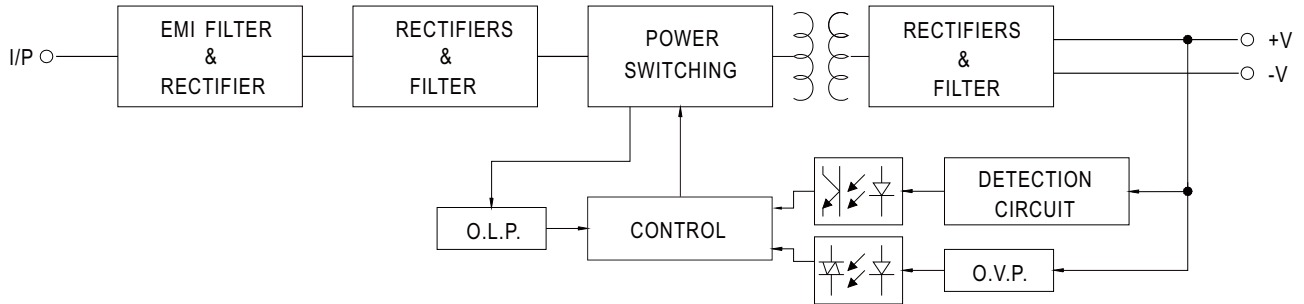 I/P
EMI FILTER
&
RECTIFIER
RECTIFIERS
&
FILTER
POWER
SWITCHING
RECTIFIERS
&
FILTER
+V
-V
DETECTION
CIRCUIT
O.L.P.
CONTROL
O.V.P.